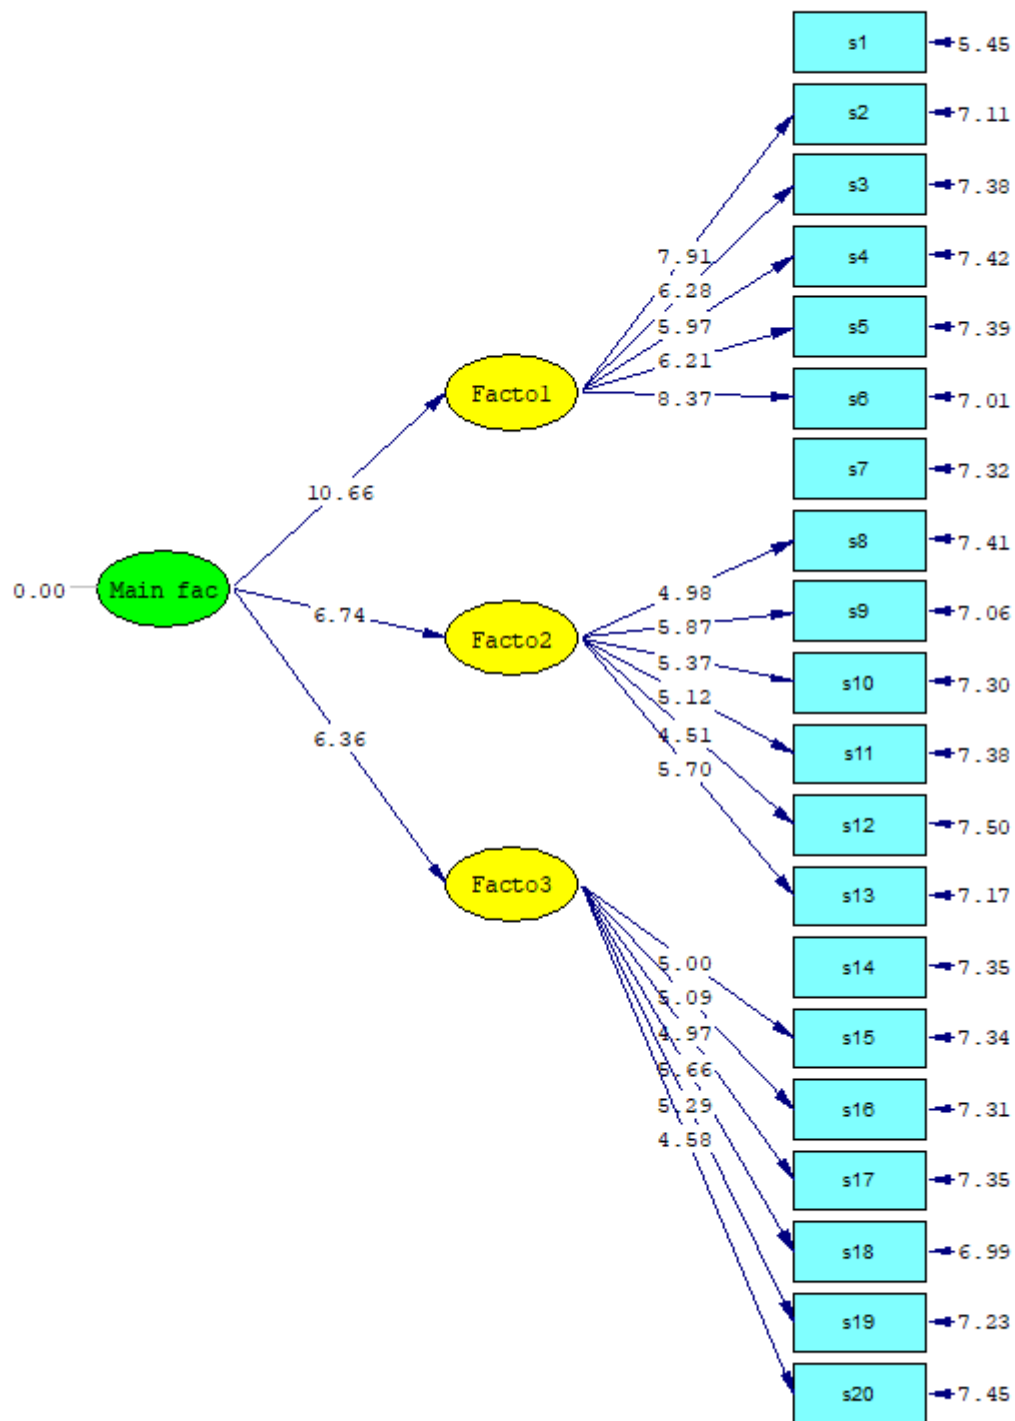 s1
5.45
s2
7.11
s3
7.38
7.91
s4
7.42
6.28
5.97
s5
7.39
6.21
Facto1
8.37
s6
7.01
s7
7.32
10.66
s8
7.41
0.00
Main fac
4.98
6.74
s9
7.06
5.87
Facto2
5.37
s10
7.30
5.12
6.36
4.51
s11
7.38
5.70
s12
7.50
Facto3
s13
7.17
5.00
s14
7.35
5.09
4.97
s15
7.34
5.66
5.29
s16
7.31
4.58
s17
7.35
s18
6.99
s19
7.23
s20
7.45